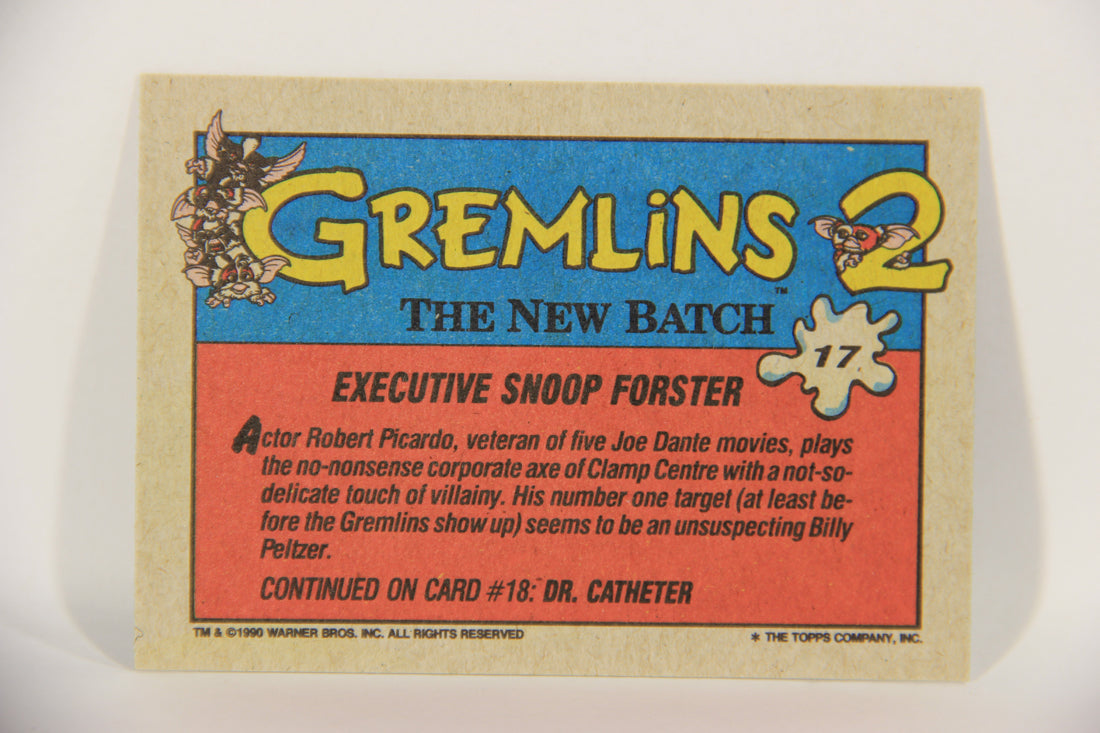 GREMLiNS 2
™
THE NEW BATCH
17
EXECUTIVE SNOOP FORSTER
Actor Robert Picardo, veteran of five Joe Dante movies, plays
the no-nonsense corporate axe of Clamp Centre with a not-so-
delicate touch of villainy. His number one target (at least be-
fore the Gremlins show up) seems to be an unsuspecting Billy
Peltzer.
CONTINUED ON CARD #18: DR. CATHETER
TM & ©1990 WARNER BROS. INC. ALL RIGHTS RESERVED
* THE TOPPS COMPANY, INC.